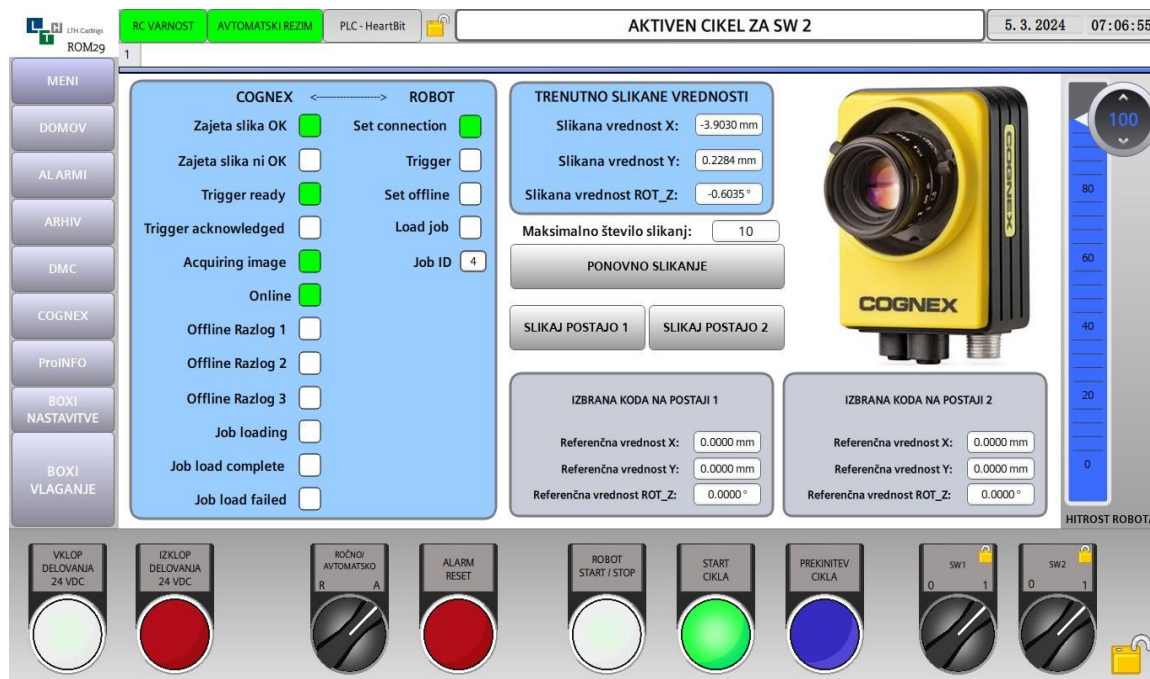 LTH Castings
ROM29
RC VARNOST
AVTOMATSKI REZIM
PLC - HeartBit
AKTIVEN CIKEL ZA SW 2
5. 3. 2024 07:06:55
1
MENI
DOMOV
ALARMI
ARHIV
DMC
COGNEX
ProINFO
BOXI
NASTAVITVE
BOXI
VLAGANJE
COGNEX <----------------> ROBOT
Zajeta slika OK
Set connection
Zajeta slika ni OK
Trigger
Trigger ready
Set offline
Trigger acknowledged
Load job
Acquiring image
Job ID 4
Online
Offline Razlog 1
Offline Razlog 2
Offline Razlog 3
Job loading
Job load complete
Job load failed
TRENUTNO SLIKANE VREDNOSTI
Slikana vrednost X: -3.9030 mm
Slikana vrednost Y: 0.2284 mm
Slikana vrednost ROT_Z: -0.6035 °
Maksimalno število slikanj: 10
PONOVNO SLIKANJE
SLIKAJ POSTAJO 1
SLIKAJ POSTAJO 2
COGNEX
COGNEX
IZBRANA KODA NA POSTAJI 1
Referenčna vrednost X: 0.0000 mm
Referenčna vrednost Y: 0.0000 mm
Referenčna vrednost ROT_Z: 0.0000 °
IZBRANA KODA NA POSTAJI 2
Referenčna vrednost X: 0.0000 mm
Referenčna vrednost Y: 0.0000 mm
Referenčna vrednost ROT_Z: 0.0000 °
100
80
60
40
20
0
HITROST ROBOTA
VKLOP
DELOVANJA
24 VDC
IZKLOP
DELOVANJA
24 VDC
ROČNO/
AVTOMATSKO
R A
ALARM
RESET
ROBOT
START / STOP
START
CIKLA
PREKINITEV
CIKLA
SW1
0 1
SW2
0 1